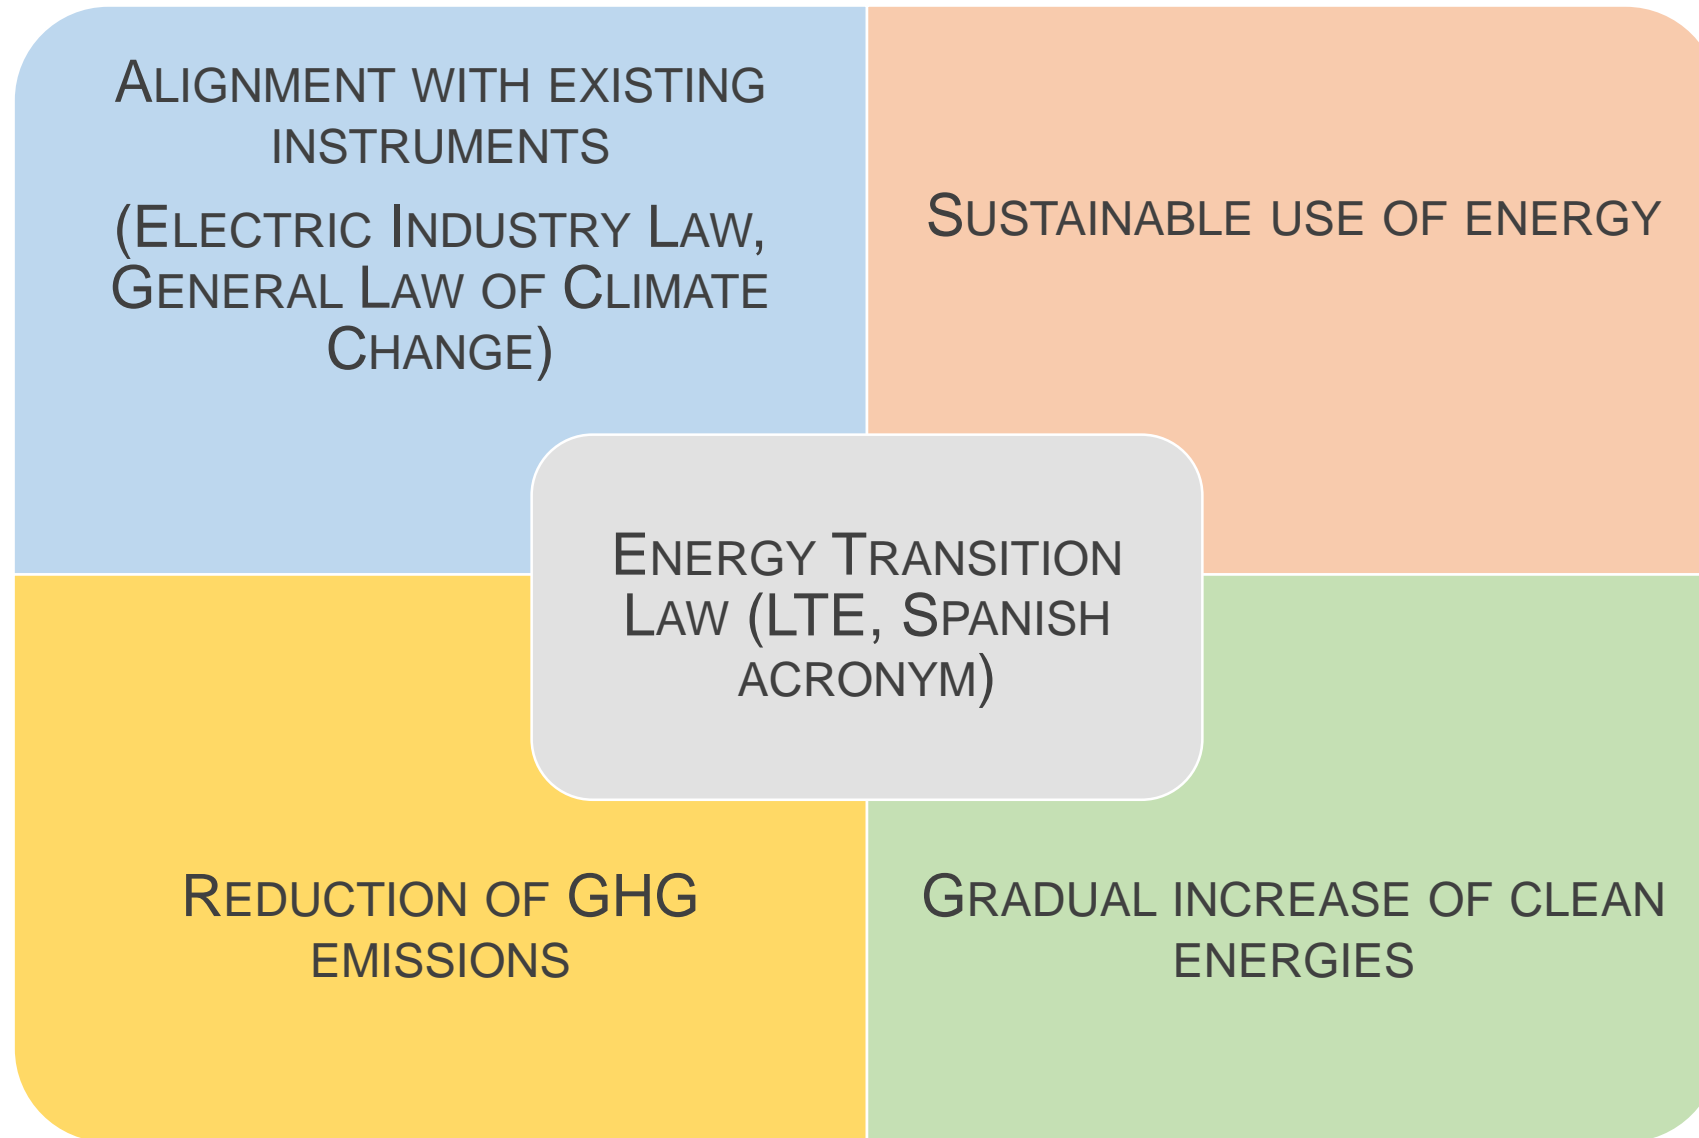 ALIGNMENT WITH EXISTING
INSTRUMENTS
(ELECTRIC INDUSTRY LAW,
GENERAL LAW OF CLIMATE
CHANGE)
SUSTAINABLE USE OF ENERGY
ENERGY TRANSITION
LAW (LTE, SPANISH
ACRONYM)
REDUCTION OF GHG
EMISSIONS
GRADUAL INCREASE OF CLEAN
ENERGIES